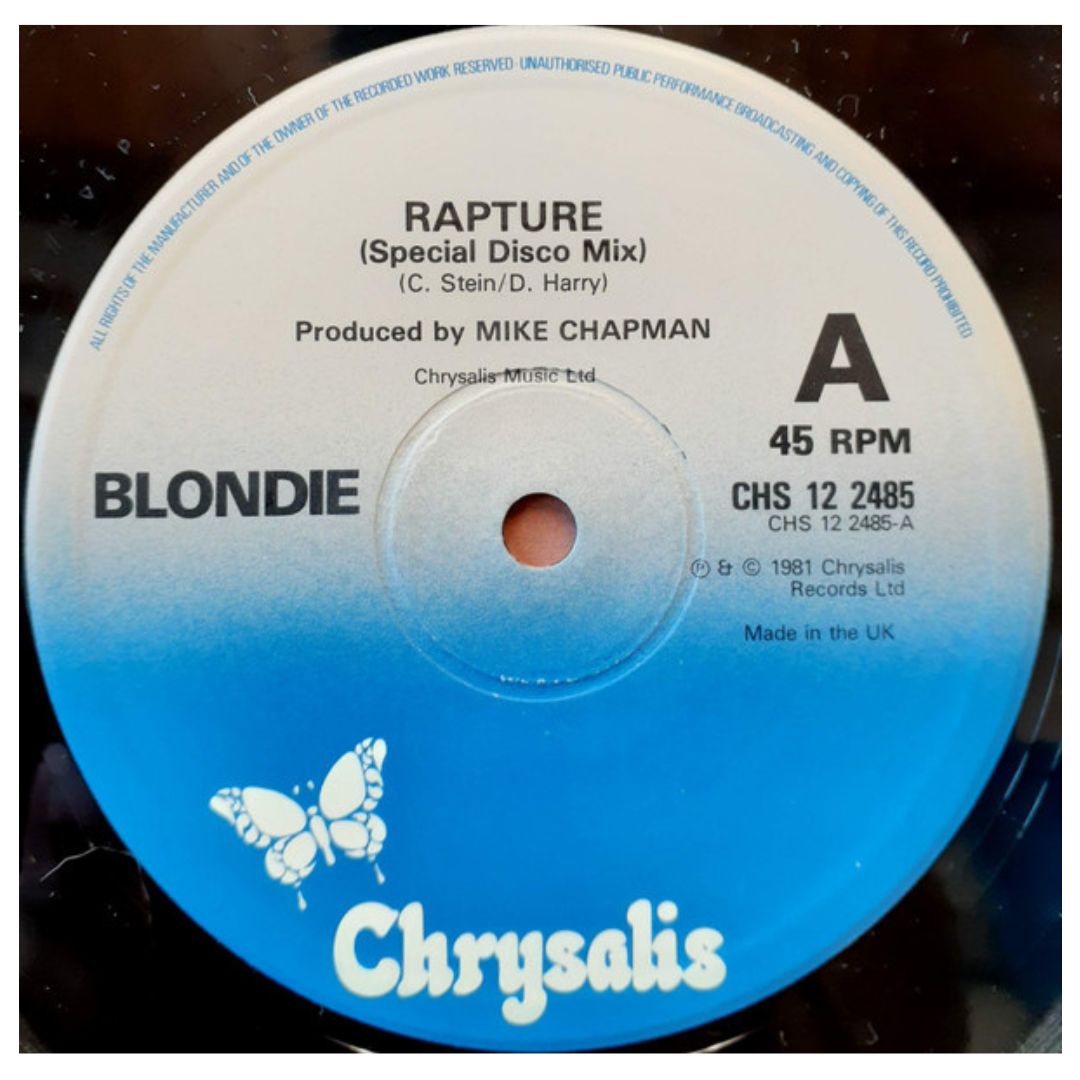 ALL RIGHTS OF THE MANUFACTURER AND OF THE OWNER OF THE RECORDED WORK RESERVED · UNAUTHORISED PUBLIC PERFORMANCE BROADCASTING AND COPYING OF THIS RECORD PROHIBITED
RAPTURE
(Special Disco Mix)
(C. Stein/D. Harry)
Produced by MIKE CHAPMAN
Chrysalis Music Ltd
A
45 RPM
BLONDIE
CHS 12 2485
CHS 12 2485-A
℗ & © 1981 Chrysalis
Records Ltd
Made in the UK
Chrysalis